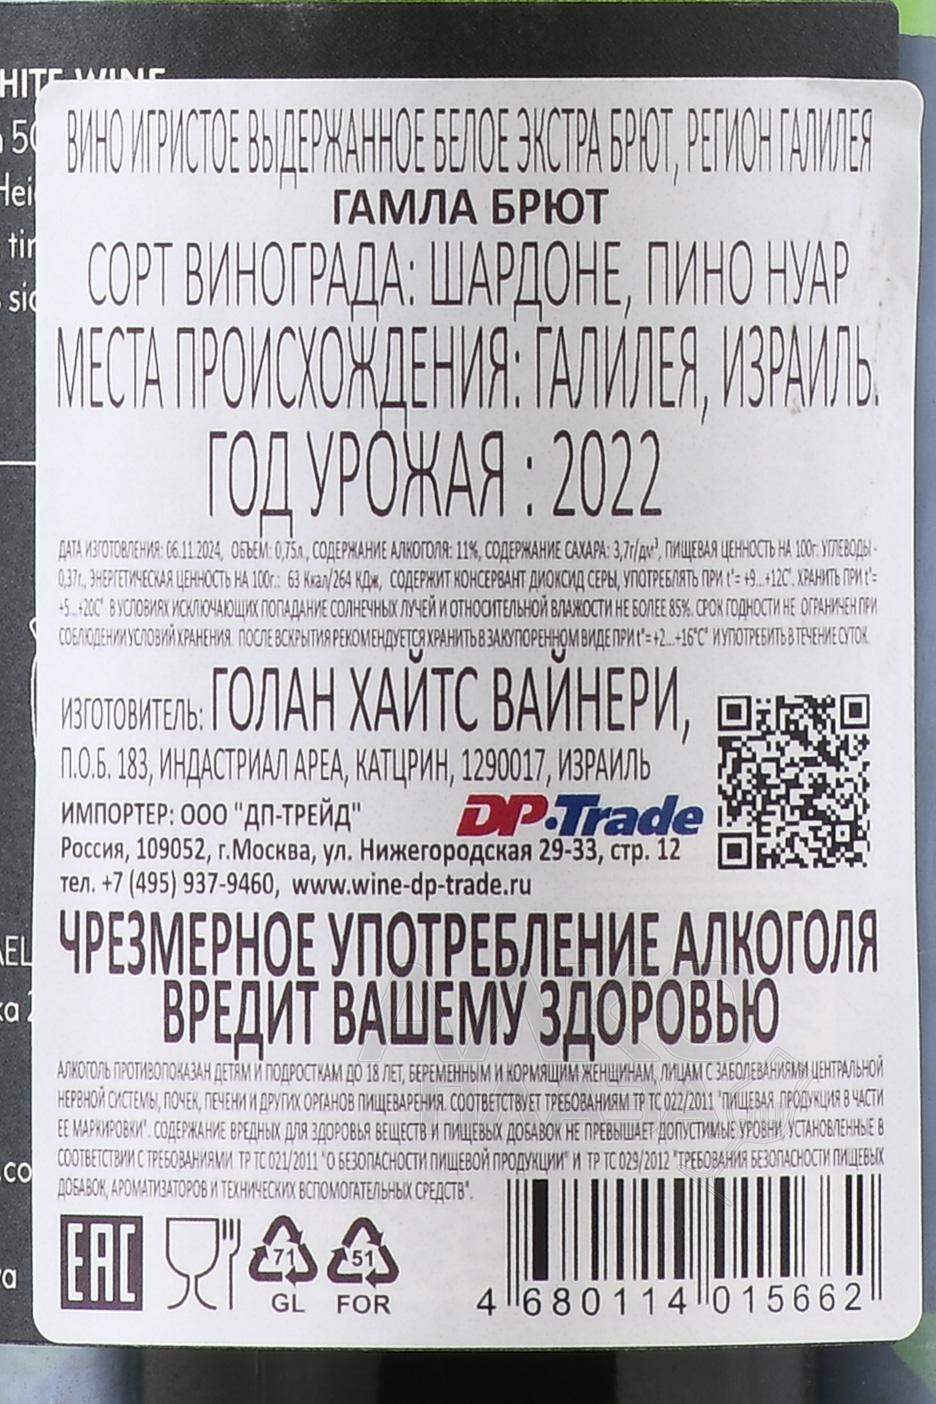 ВИНО ИГРИСТОЕ ВЫДЕРЖАННОЕ БЕЛОЕ ЭКСТРА БРЮТ, РЕГИОН ГАЛИЛЕЯ
ГАМЛА БРЮТ
СОРТ ВИНОГРАДА: ШАРДОНЕ, ПИНО НУАР
МЕСТА ПРОИСХОЖДЕНИЯ: ГАЛИЛЕЯ, ИЗРАИЛЬ.
ГОД УРОЖАЯ : 2022
ДАТА ИЗГОТОВЛЕНИЯ: 06.11.2024, ОБЪЕМ: 0,75л., СОДЕРЖАНИЕ АЛКОГОЛЯ: 11%, СОДЕРЖАНИЕ САХАРА: 3,7г/дм³, ПИЩЕВАЯ ЦЕННОСТЬ НА 100г: УГЛЕВОДЫ -
0,37г., ЭНЕРГЕТИЧЕСКАЯ ЦЕННОСТЬ НА 100г.: 63 Ккал/264 КДж, СОДЕРЖИТ КОНСЕРВАНТ ДИОКСИД СЕРЫ, УПОТРЕБЛЯТЬ ПРИ t°= +9...+12C°. ХРАНИТЬ ПРИ t°=
+5...+20C° В УСЛОВИЯХ ИСКЛЮЧАЮЩИХ ПОПАДАНИЕ СОЛНЕЧНЫХ ЛУЧЕЙ И ОТНОСИТЕЛЬНОЙ ВЛАЖНОСТИ НЕ БОЛЕЕ 85%. СРОК ГОДНОСТИ НЕ ОГРАНИЧЕН ПРИ
СОБЛЮДЕНИИ УСЛОВИЙ ХРАНЕНИЯ. ПОСЛЕ ВСКРЫТИЯ РЕКОМЕНДУЕТСЯ ХРАНИТЬ В ЗАКУПОРЕННОМ ВИДЕ ПРИ t°=+2...+16°C° И УПОТРЕБИТЬ В ТЕЧЕНИЕ СУТОК.
ИЗГОТОВИТЕЛЬ: ГОЛАН ХАЙТС ВАЙНЕРИ,
П.О.Б. 183, ИНДАСТРИАЛ АРЕА, КАТЦРИН, 1290017, ИЗРАИЛЬ
ИМПОРТЕР: ООО "ДП-ТРЕЙД"
DP·Trade
Россия, 109052, г.Москва, ул. Нижегородская 29-33, стр. 12
тел. +7 (495) 937-9460, www.wine-dp-trade.ru
ЧРЕЗМЕРНОЕ УПОТРЕБЛЕНИЕ АЛКОГОЛЯ
ВРЕДИТ ВАШЕМУ ЗДОРОВЬЮ
АЛКОГОЛЬ ПРОТИВОПОКАЗАН ДЕТЯМ И ПОДРОСТКАМ ДО 18 ЛЕТ, БЕРЕМЕННЫМ И КОРМЯЩИМ ЖЕНЩИНАМ, ЛИЦАМ С ЗАБОЛЕВАНИЯМИ ЦЕНТРАЛЬНОЙ
НЕРВНОЙ СИСТЕМЫ, ПОЧЕК, ПЕЧЕНИ И ДРУГИХ ОРГАНОВ ПИЩЕВАРЕНИЯ. СООТВЕТСТВУЕТ ТРЕБОВАНИЯМ ТР ТС 022/2011 "ПИЩЕВАЯ ПРОДУКЦИЯ В ЧАСТИ
ЕЕ МАРКИРОВКИ". СОДЕРЖАНИЕ ВРЕДНЫХ ДЛЯ ЗДОРОВЬЯ ВЕЩЕСТВ И ПИЩЕВЫХ ДОБАВОК НЕ ПРЕВЫШАЕТ ДОПУСТИМЫЕ УРОВНИ, УСТАНОВЛЕННЫЕ В
СООТВЕТСТВИИ С ТРЕБОВАНИЯМИ ТР ТС 021/2011 "О БЕЗОПАСНОСТИ ПИЩЕВОЙ ПРОДУКЦИИ" И ТР ТС 029/2012 "ТРЕБОВАНИЯ БЕЗОПАСНОСТИ ПИЩЕВЫХ
ДОБАВОК, АРОМАТИЗАТОРОВ И ТЕХНИЧЕСКИХ ВСПОМОГАТЕЛЬНЫХ СРЕДСТВ".
EAC
71
GL
51
FOR
4 680114 015662